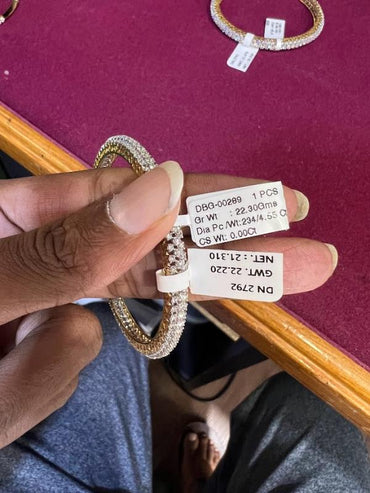 DBG-00289 1 PCS
Gr Wt : 22.30Gms
Dia Pc/Wt:234/4.55 Ct
CS Wt: 0.00Ct
DN 2792
GWT. :22.220
NET. :21.310